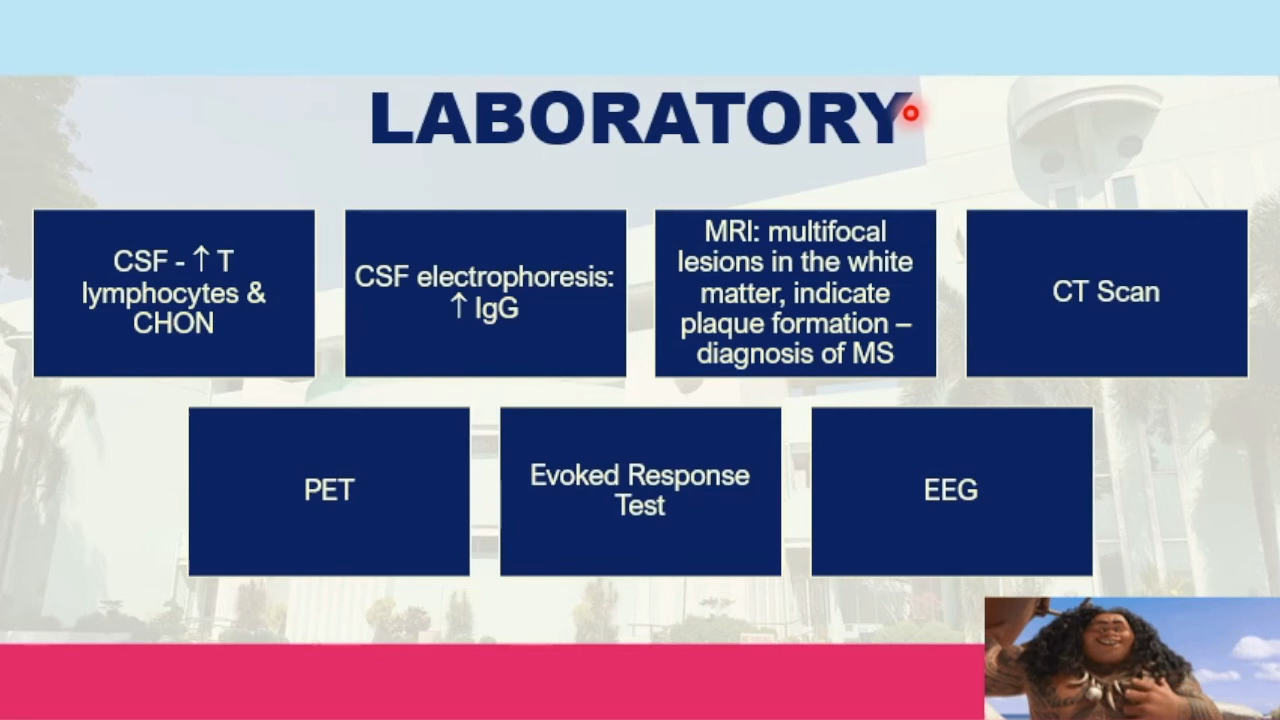 LABORATORY
CSF - ↑ T
lymphocytes &
CHON
CSF electrophoresis:
↑ IgG
MRI: multifocal
lesions in the white
matter, indicate
plaque formation –
diagnosis of MS
CT Scan
PET
Evoked Response
Test
EEG